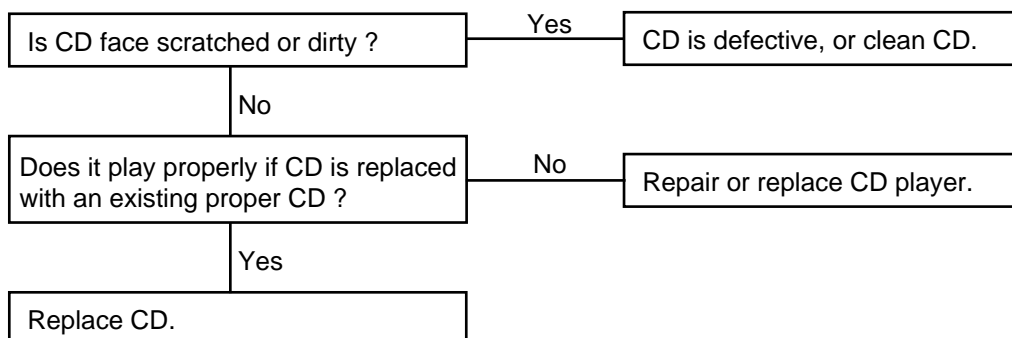 Is CD face scratched or dirty ?
Yes
CD is defective, or clean CD.
No
Does it play properly if CD is replaced
with an existing proper CD ?
No
Repair or replace CD player.
Yes
Replace CD.